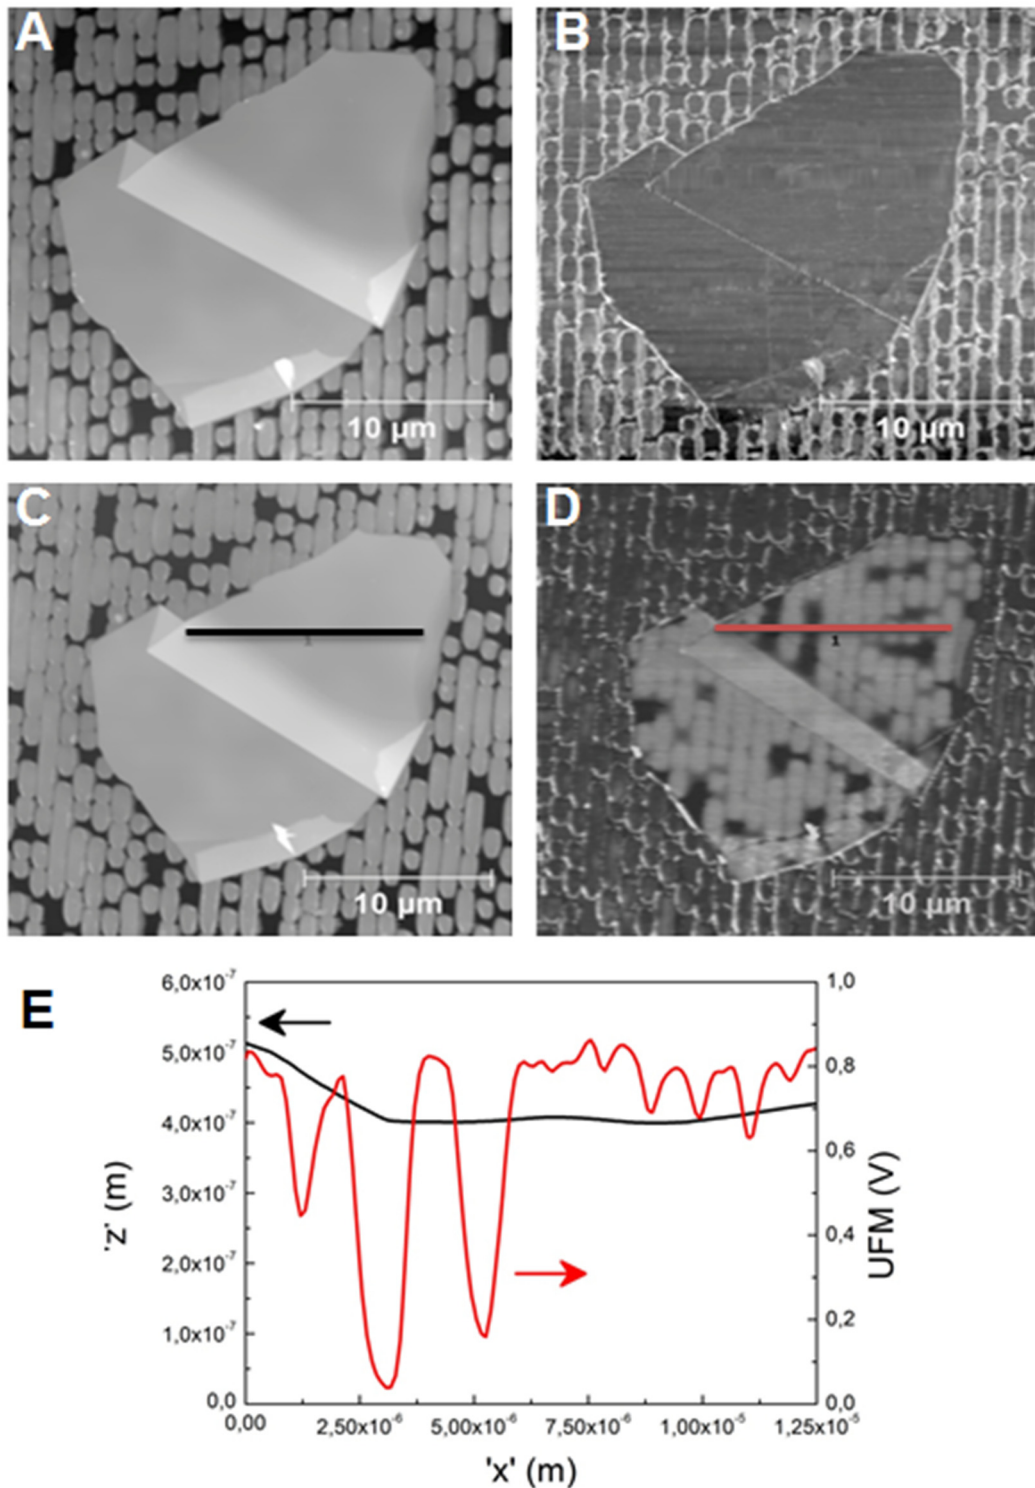 A
B
10 µm
10 µm
C
D
1
1
10 µm
10 µm
E
6,0x10⁻⁷
5,0x10⁻⁷
4,0x10⁻⁷
3,0x10⁻⁷
2,0x10⁻⁷
1,0x10⁻⁷
0,0
'z' (m)
1,0
0,8
0,6
0,4
0,2
0,0
UFM (V)
0,00
2,50x10⁻⁶
5,00x10⁻⁶
7,50x10⁻⁶
1,00x10⁻⁵
1,25x10⁻⁵
'x' (m)